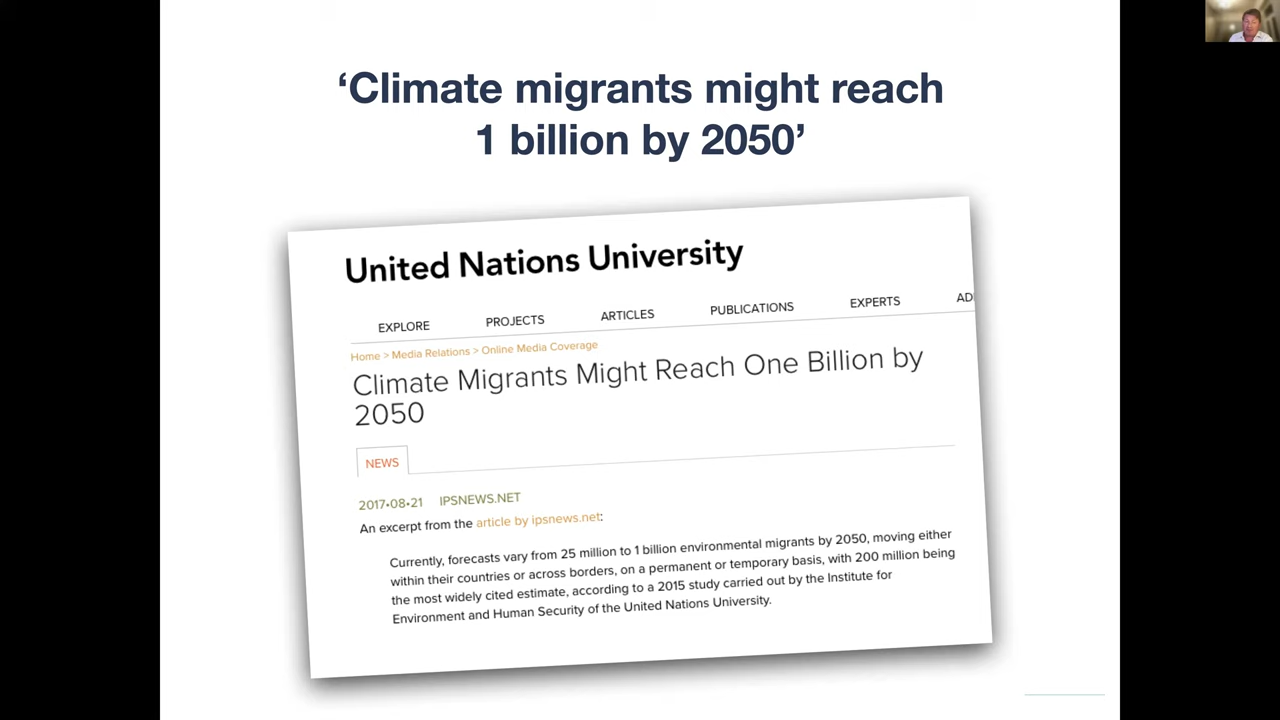 ‘Climate migrants might reach
1 billion by 2050’
United Nations University
EXPLORE PROJECTS ARTICLES PUBLICATIONS EXPERTS AD
Home > Media Relations > Online Media Coverage
Climate Migrants Might Reach One Billion by
2050
NEWS
2017•08•21 IPSNEWS.NET
An excerpt from the article by ipsnews.net:
Currently, forecasts vary from 25 million to 1 billion environmental migrants by 2050, moving either
within their countries or across borders, on a permanent or temporary basis, with 200 million being
the most widely cited estimate, according to a 2015 study carried out by the Institute for
Environment and Human Security of the United Nations University.